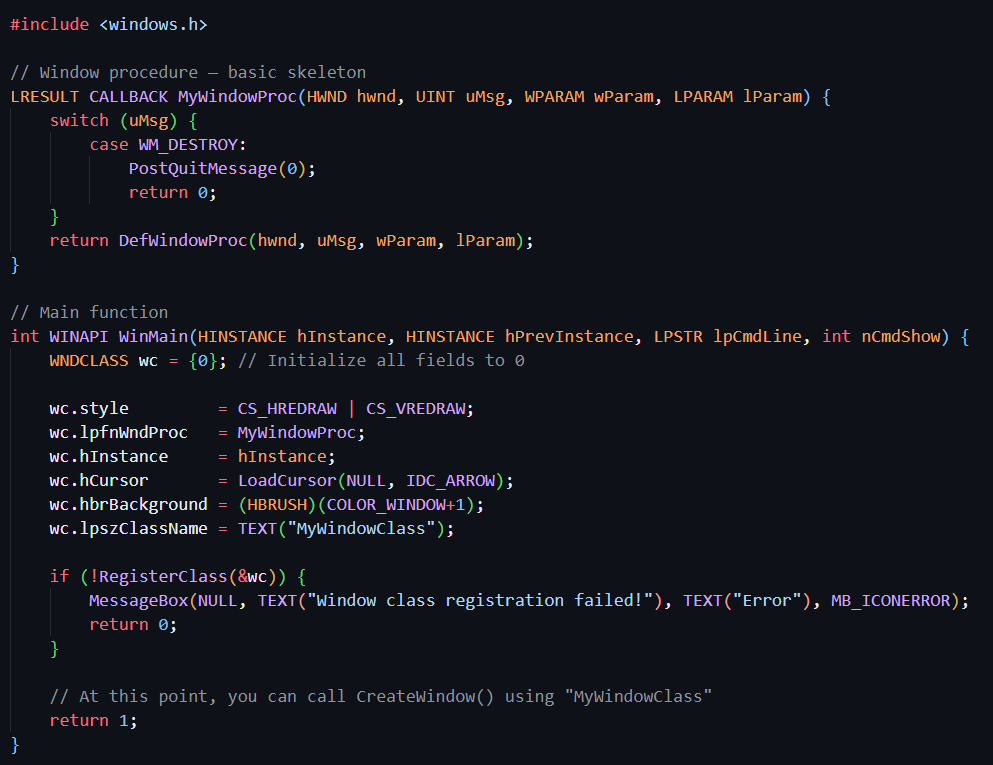 #include <windows.h>

// Window procedure — basic skeleton
LRESULT CALLBACK MyWindowProc(HWND hwnd, UINT uMsg, WPARAM wParam, LPARAM lParam) {
    switch (uMsg) {
        case WM_DESTROY:
            PostQuitMessage(0);
            return 0;
    }
    return DefWindowProc(hwnd, uMsg, wParam, lParam);
}

// Main function
int WINAPI WinMain(HINSTANCE hInstance, HINSTANCE hPrevInstance, LPSTR lpCmdLine, int nCmdShow) {
    WNDCLASS wc = {0}; // Initialize all fields to 0

    wc.style         = CS_HREDRAW | CS_VREDRAW;
    wc.lpfnWndProc   = MyWindowProc;
    wc.hInstance     = hInstance;
    wc.hCursor       = LoadCursor(NULL, IDC_ARROW);
    wc.hbrBackground = (HBRUSH)(COLOR_WINDOW+1);
    wc.lpszClassName = TEXT("MyWindowClass");

    if (!RegisterClass(&wc)) {
        MessageBox(NULL, TEXT("Window class registration failed!"), TEXT("Error"), MB_ICONERROR);
        return 0;
    }

    // At this point, you can call CreateWindow() using "MyWindowClass"
    return 1;
}